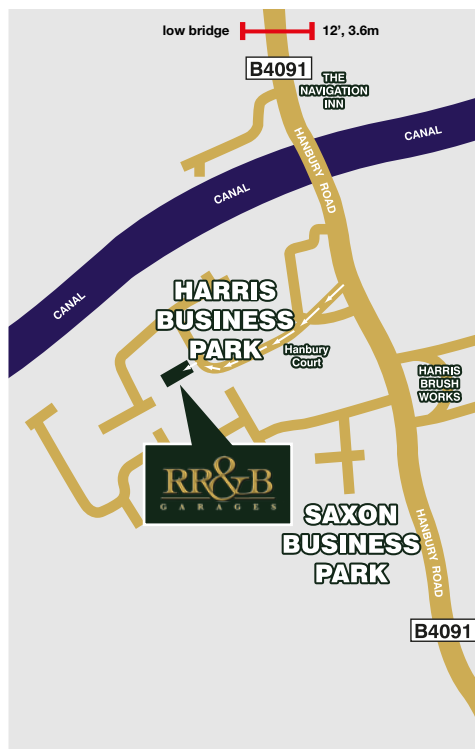 low bridge
12', 3.6m
B4091
THE
NAVIGATION
INN
HANBURY ROAD
CANAL
CANAL
CANAL
HARRIS
BUSINESS
PARK
Hanbury
Court
HARRIS
BRUSH
WORKS
RR&B
GARAGES
SAXON
BUSINESS
PARK
HANBURY ROAD
B4091